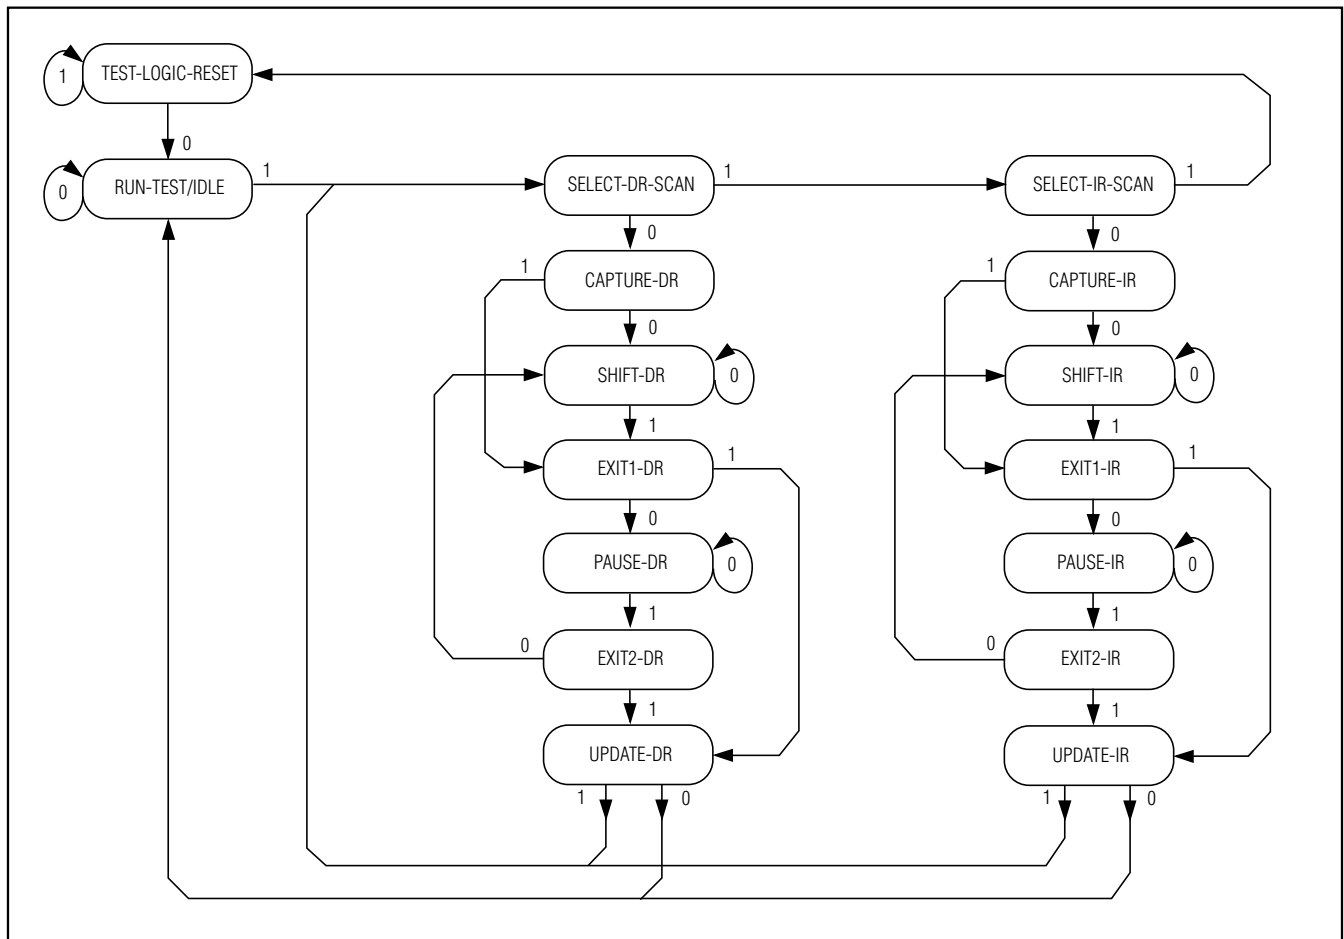 TEST-LOGIC-RESET
1
0
RUN-TEST/IDLE
0
1
SELECT-DR-SCAN
1
SELECT-IR-SCAN
1
0
0
CAPTURE-DR
1
CAPTURE-IR
1
0
0
SHIFT-DR
0
SHIFT-IR
0
1
1
EXIT1-DR
1
EXIT1-IR
1
0
0
PAUSE-DR
0
PAUSE-IR
0
1
1
0
EXIT2-DR
0
EXIT2-IR
1
1
UPDATE-DR
UPDATE-IR
1
0
1
0